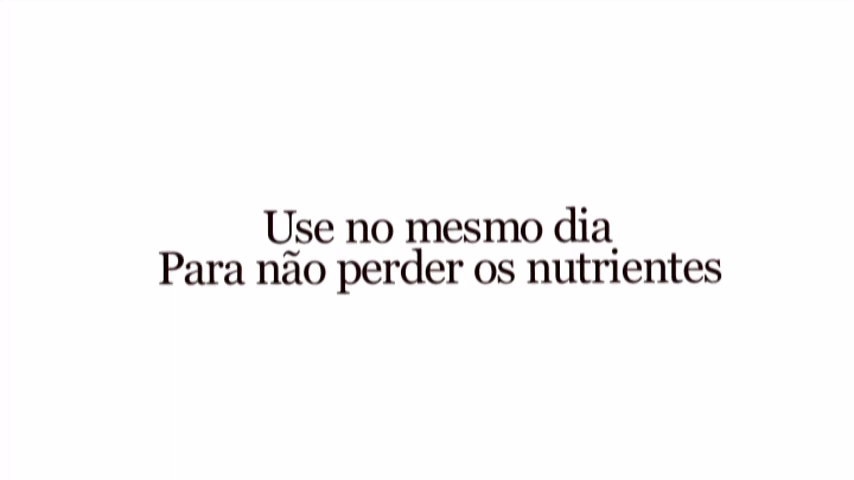 Use no mesmo dia
Para não perder os nutrientes